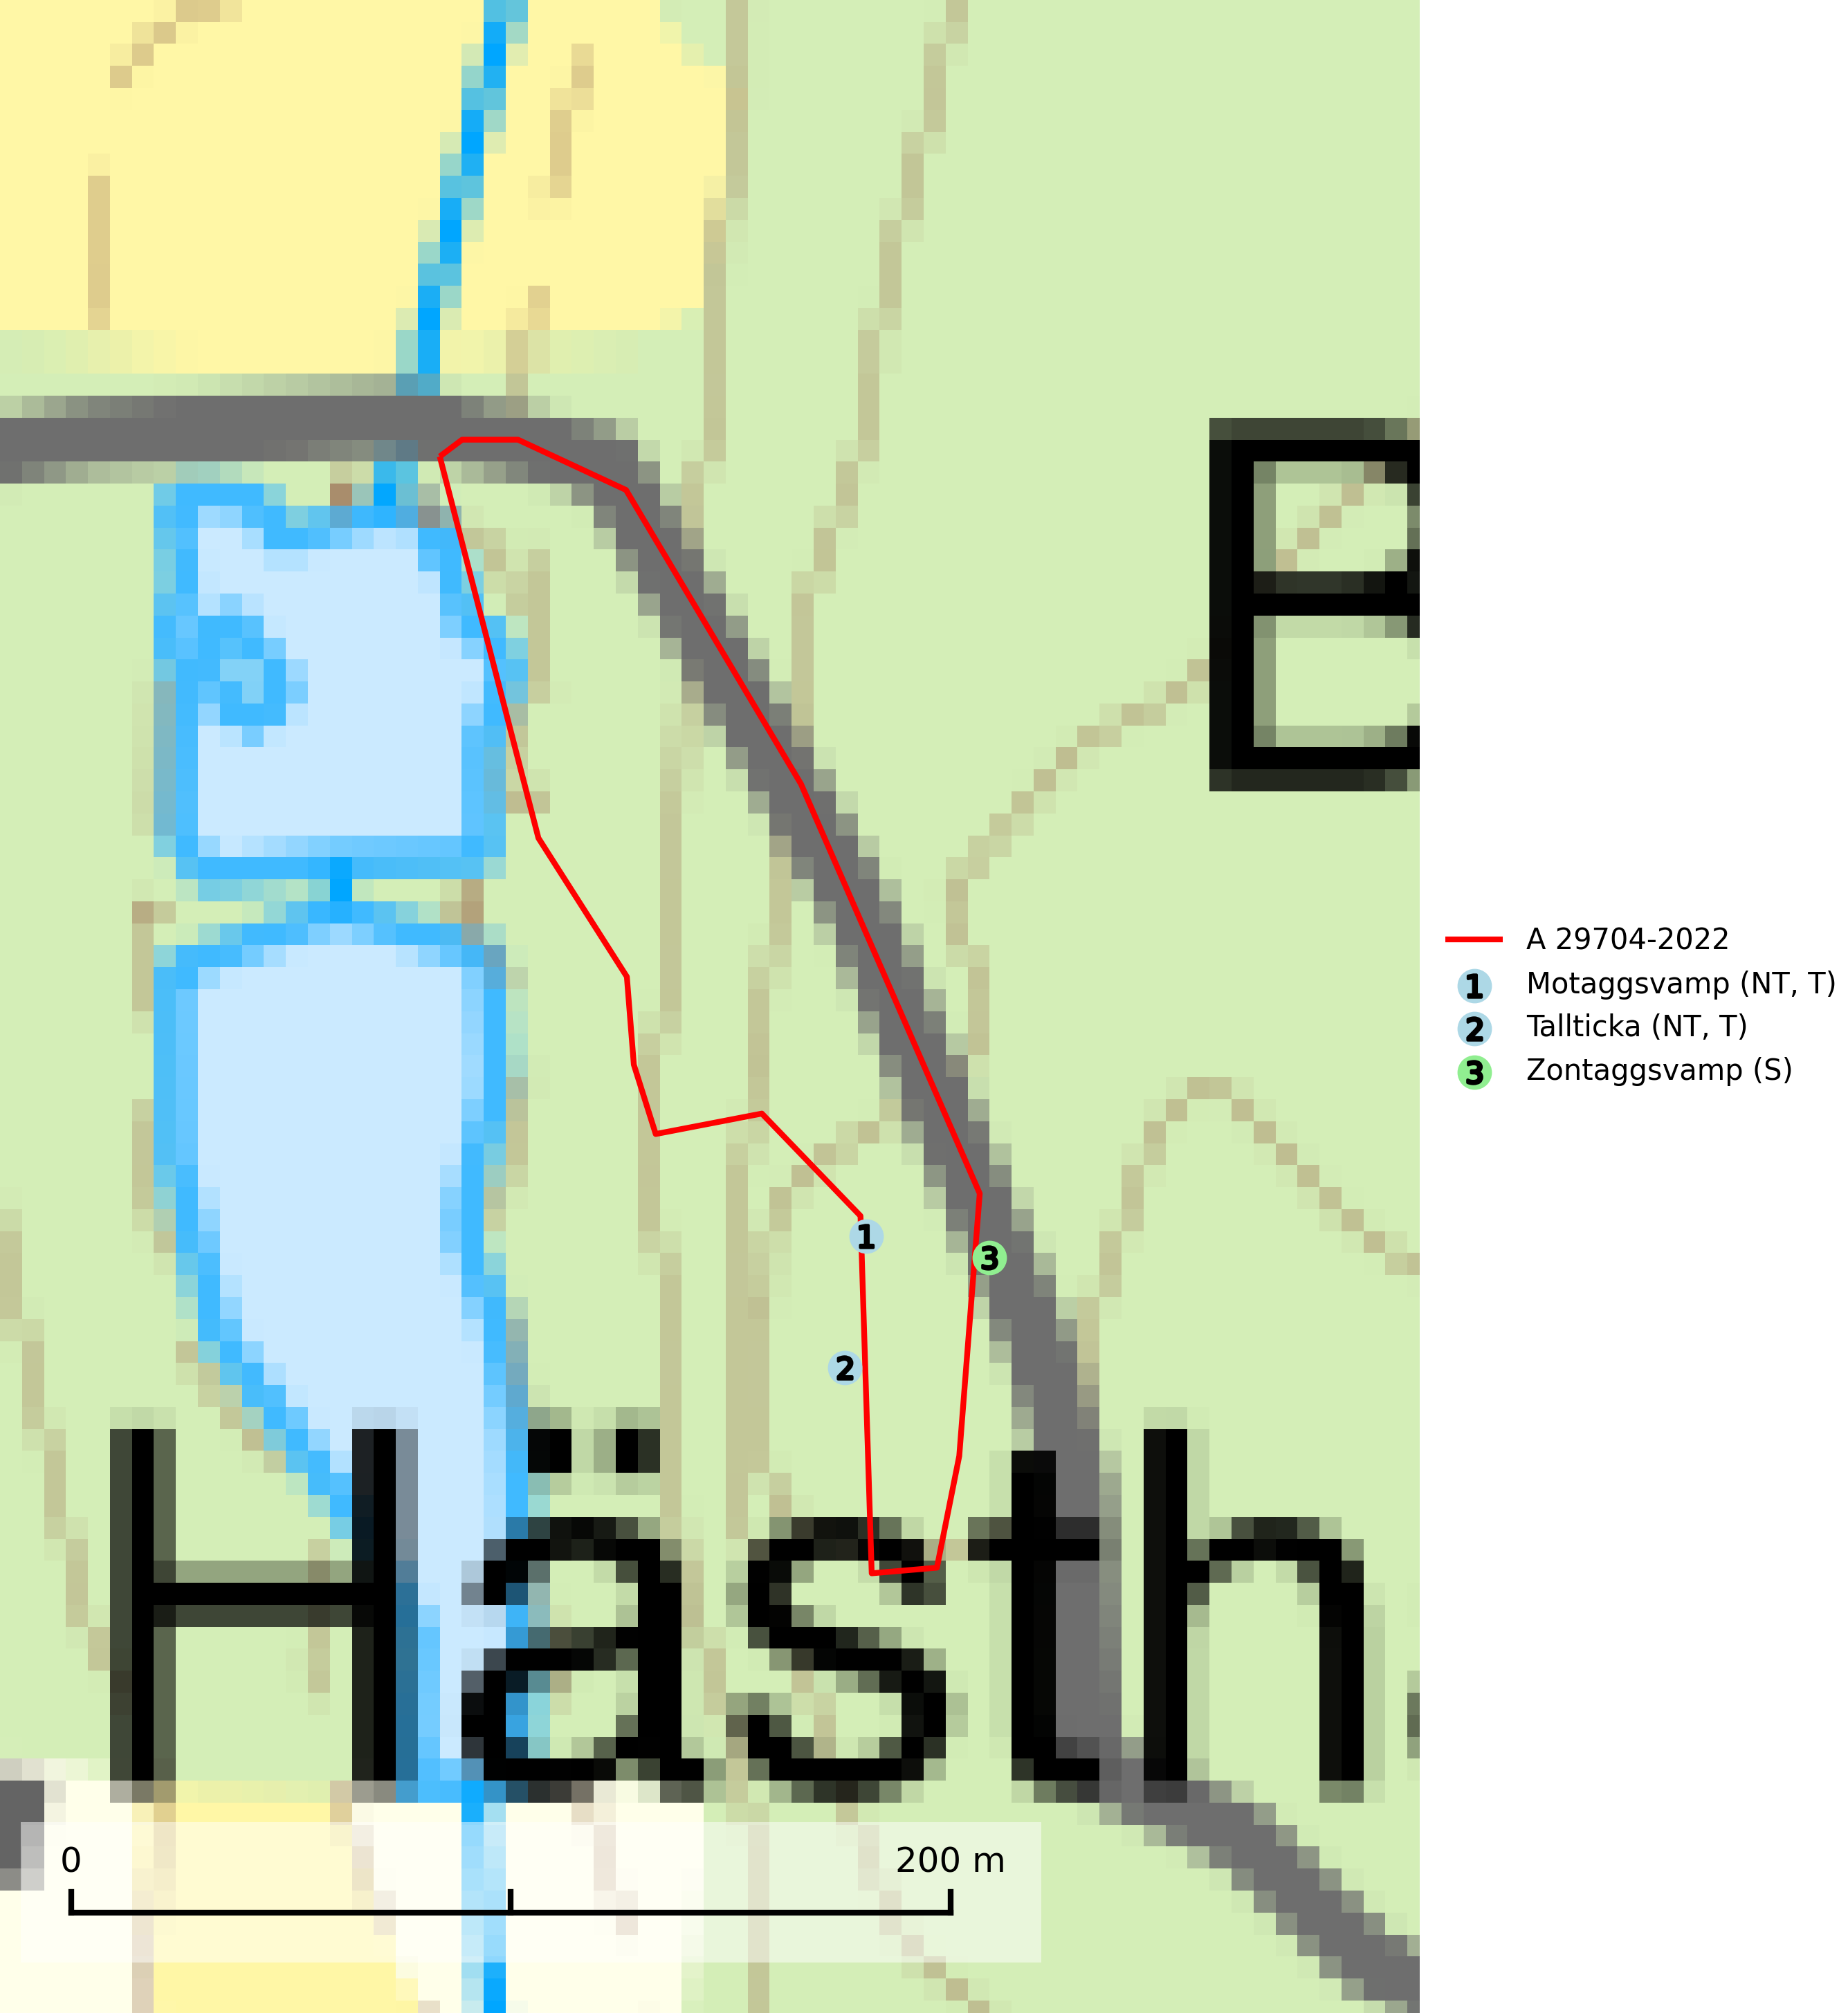 E
Hästh
0 200 m
A 29704-2022
1 Motaggsvamp (NT, T)
2 Tallticka (NT, T)
3 Zontaggsvamp (S)
1
3
2